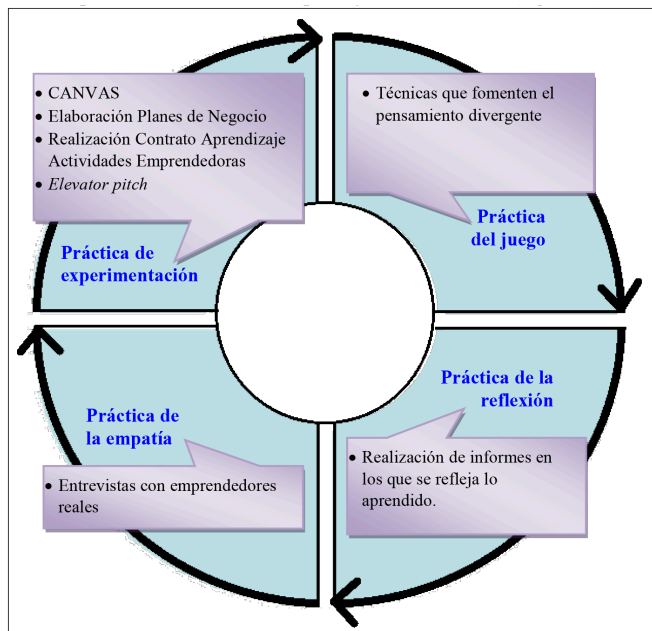 • CANVAS
• Elaboración Planes de Negocio
• Realización Contrato Aprendizaje
Actividades Emprendedoras
• Elevator pitch
Práctica de
experimentación
• Técnicas que fomenten el
pensamiento divergente
Práctica
del juego
Práctica de la
reflexión
• Realización de informes en
los que se refleja lo
aprendido.
Práctica de
la empatía
• Entrevistas con emprendedores
reales